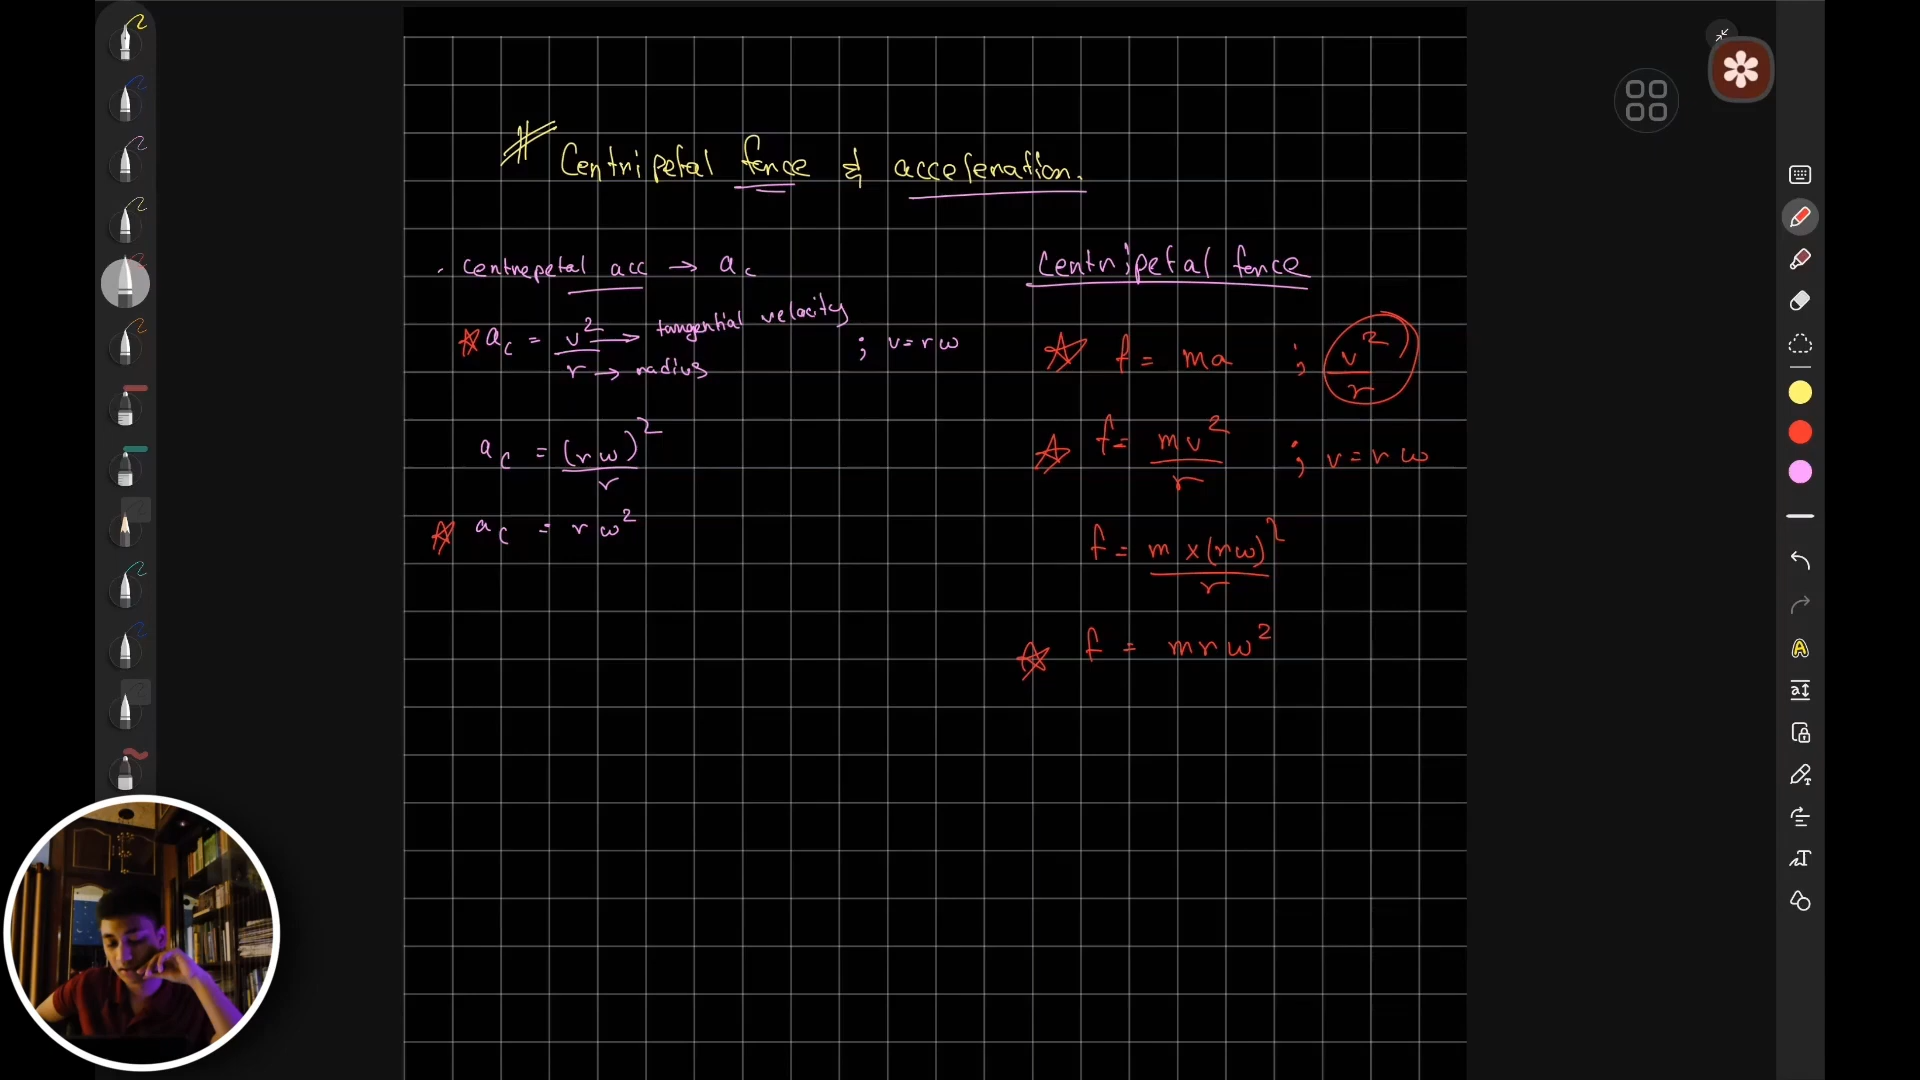 # Centripetal force & acceleration.
. centrepetal acc → ac
* ac = v²/r → tangential velocity ; v = rω
→ radius
ac = (rω)²/r
* ac = rω²
Centripetal force
* f = ma ; v²/r
* f = mv²/r ; v = rω
f = m×(rω)²/r
* f = mrω²